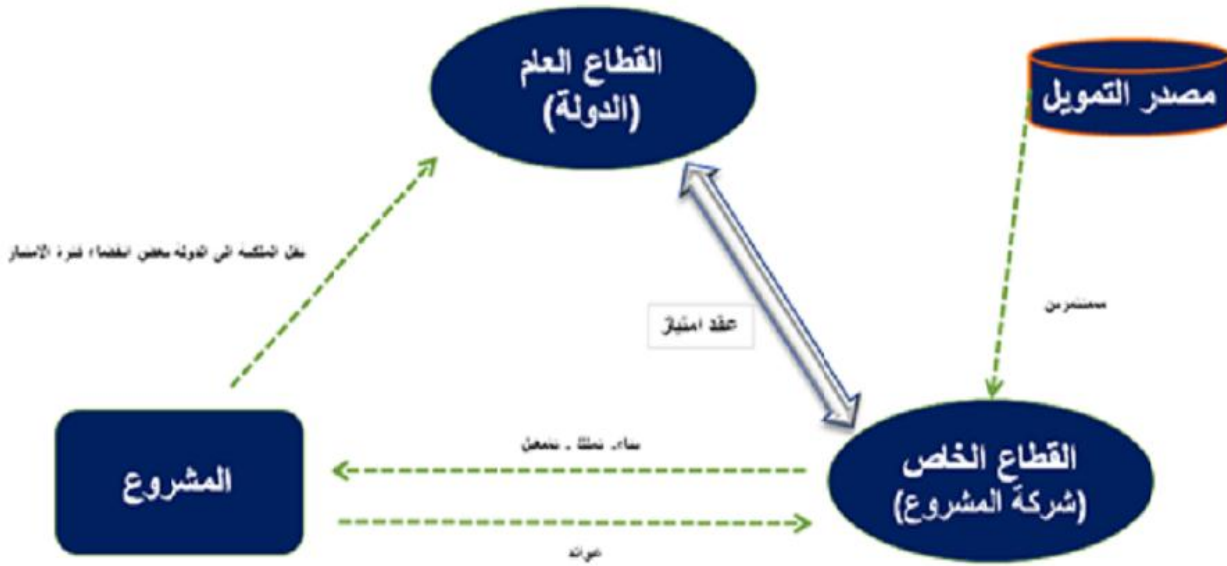 القطاع العام
(الدولة)
مصدر التمويل
نقل الملكية الى الدولة بعض انقضاء فترة الامتياز
مستثمرين
عقد امتياز
بناء، تملك ، تشغيل
القطاع الخاص
(شركة المشروع)
المشروع
عوائد